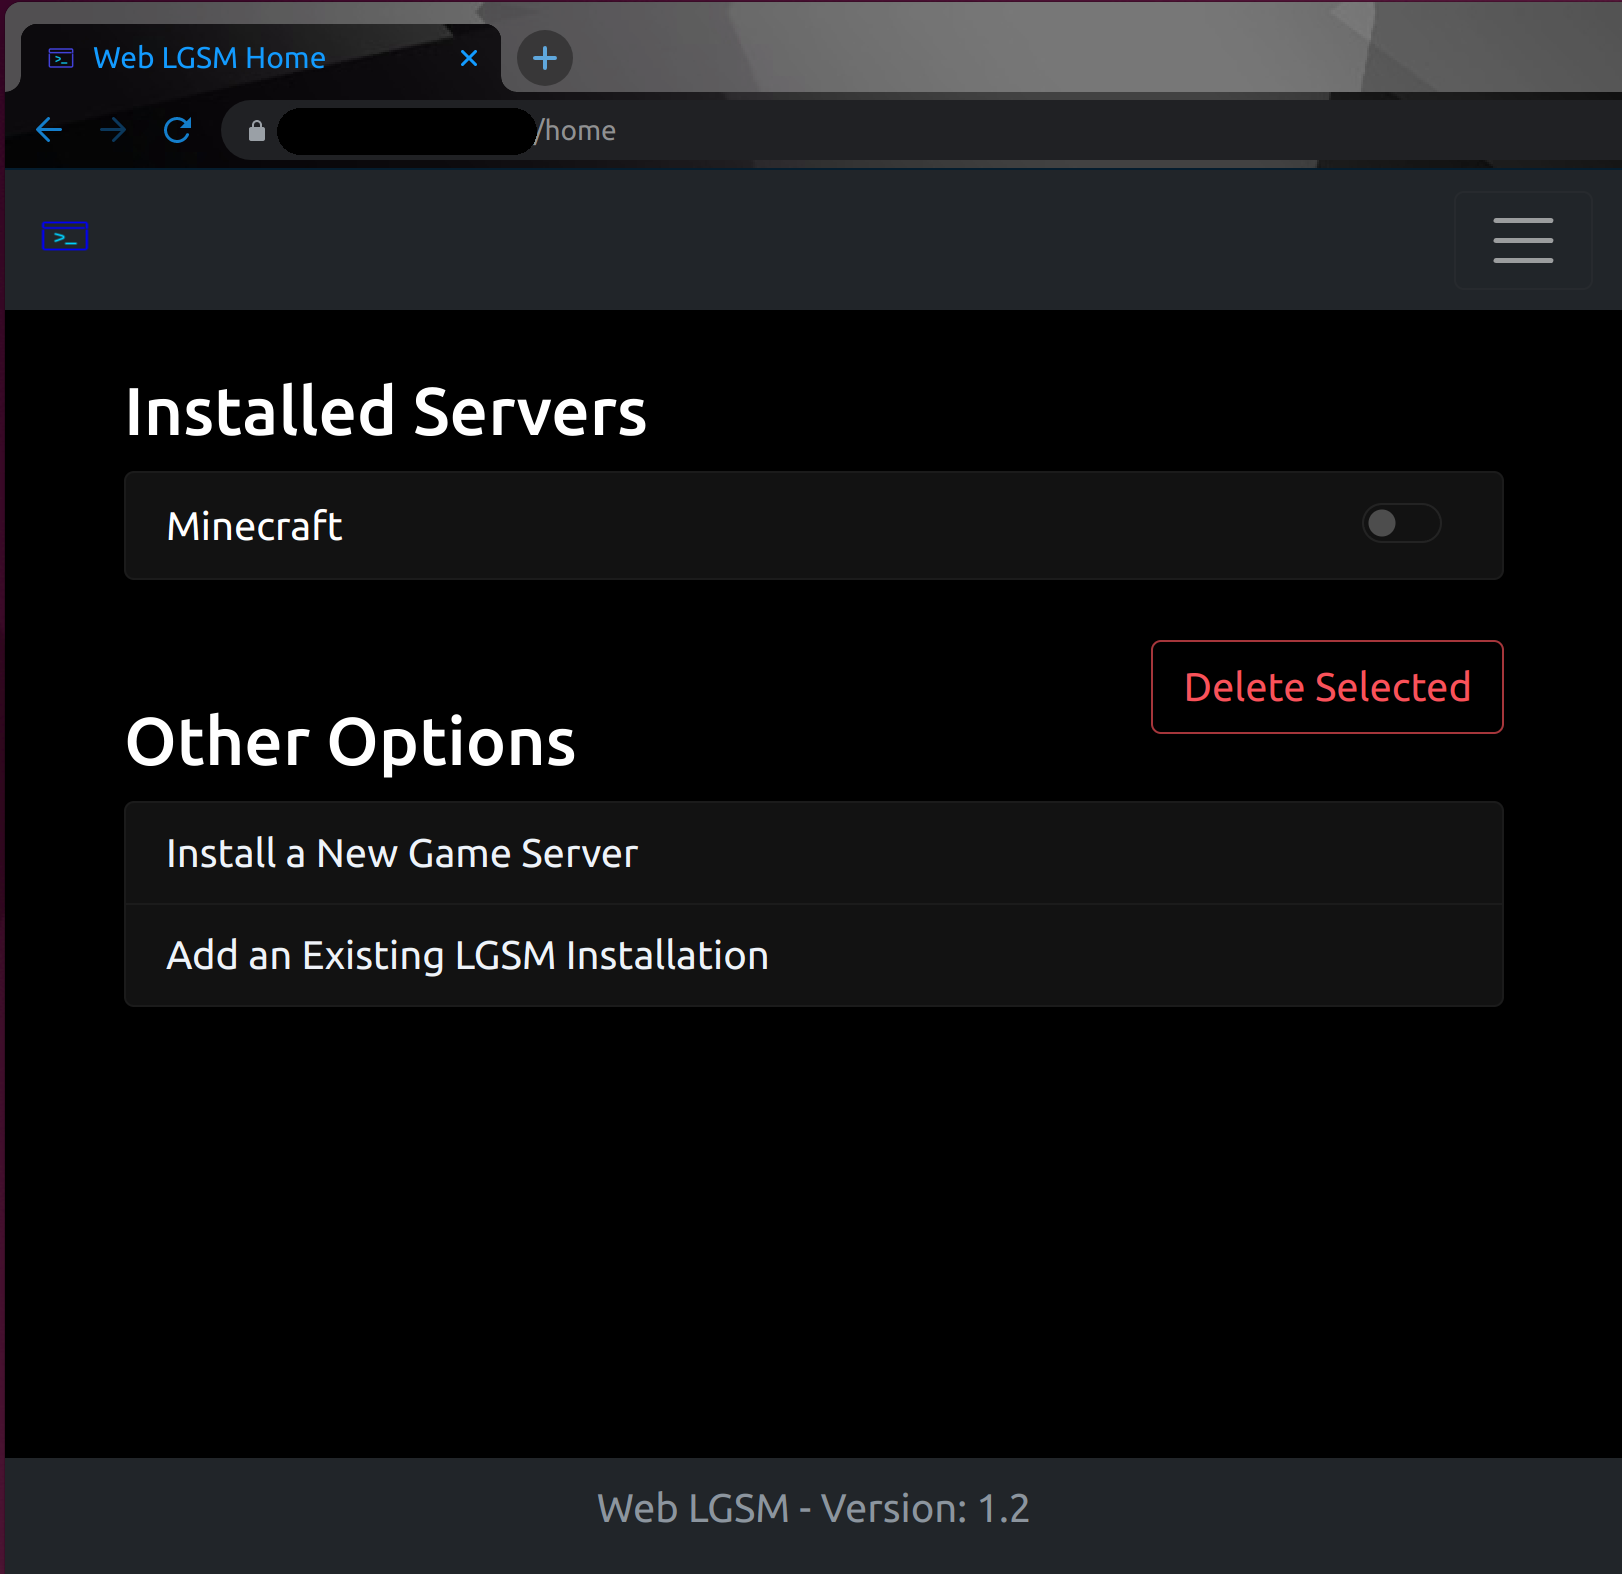 Web LGSM Home
/home
>_
Installed Servers
Minecraft
Delete Selected
Other Options
Install a New Game Server
Add an Existing LGSM Installation
Web LGSM - Version: 1.2